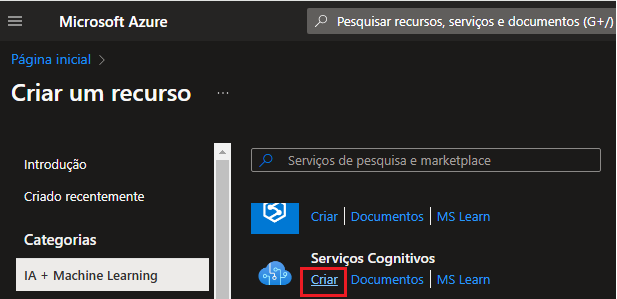 Microsoft Azure
Pesquisar recursos, serviços e documentos (G+/)
Página inicial >
Criar um recurso ...
Introdução
Criado recentemente
Categorias
IA + Machine Learning
Serviços de pesquisa e marketplace
Criar | Documentos | MS Learn
Serviços Cognitivos
Criar | Documentos | MS Learn